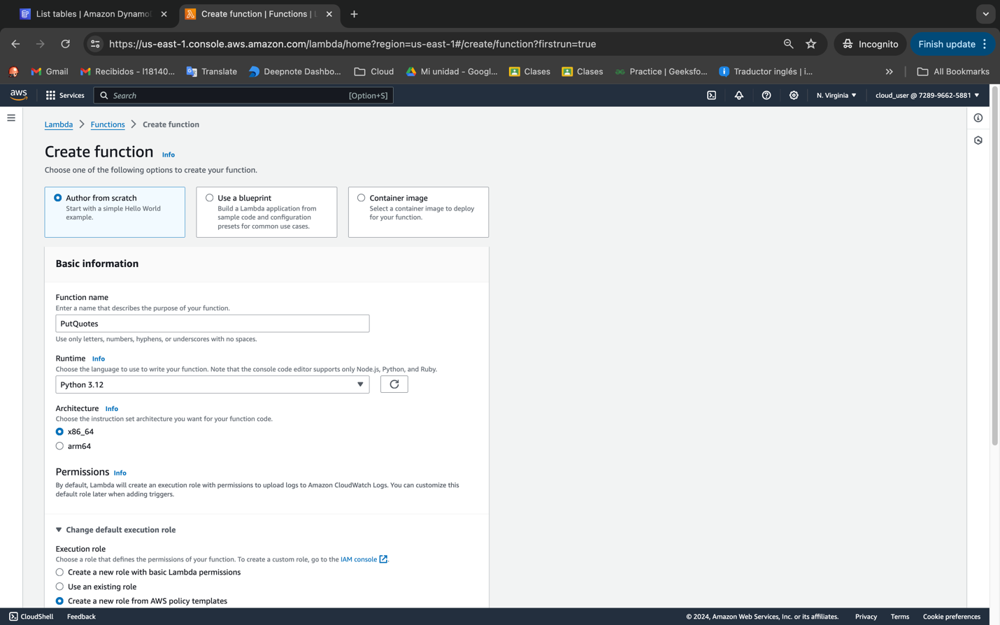 List tables | Amazon Dynamo
Create function | Functions |
https://us-east-1.console.aws.amazon.com/lambda/home?region=us-east-1#/create/function?firstrun=true
Incognito
Finish update
Gmail
Recibidos - l18140...
Translate
Deepnote Dashbo...
Cloud
Mi unidad - Googl...
Clases
Clases
Practice | Geeksfo...
Traductor inglés | i...
All Bookmarks
aws
Services
Search
[Option+S]
N. Virginia
cloud_user @ 7289-9662-5881
Lambda
Functions
Create function
Create function Info
Choose one of the following options to create your function.
Author from scratch
Start with a simple Hello World
example.
Use a blueprint
Build a Lambda application from
sample code and configuration
presets for common use cases.
Container image
Select a container image to deploy
for your function.
Basic information
Function name
Enter a name that describes the purpose of your function.
PutQuotes
Use only letters, numbers, hyphens, or underscores with no spaces.
Runtime Info
Choose the language to use to write your function. Note that the console code editor supports only Node.js, Python, and Ruby.
Python 3.12
Architecture Info
Choose the instruction set architecture you want for your function code.
x86_64
arm64
Permissions Info
By default, Lambda will create an execution role with permissions to upload logs to Amazon CloudWatch Logs. You can customize this
default role later when adding triggers.
Change default execution role
Execution role
Choose a role that defines the permissions of your function. To create a custom role, go to the IAM console.
Create a new role with basic Lambda permissions
Use an existing role
Create a new role from AWS policy templates
CloudShell
Feedback
© 2024, Amazon Web Services, Inc. or its affiliates.
Privacy
Terms
Cookie preferences